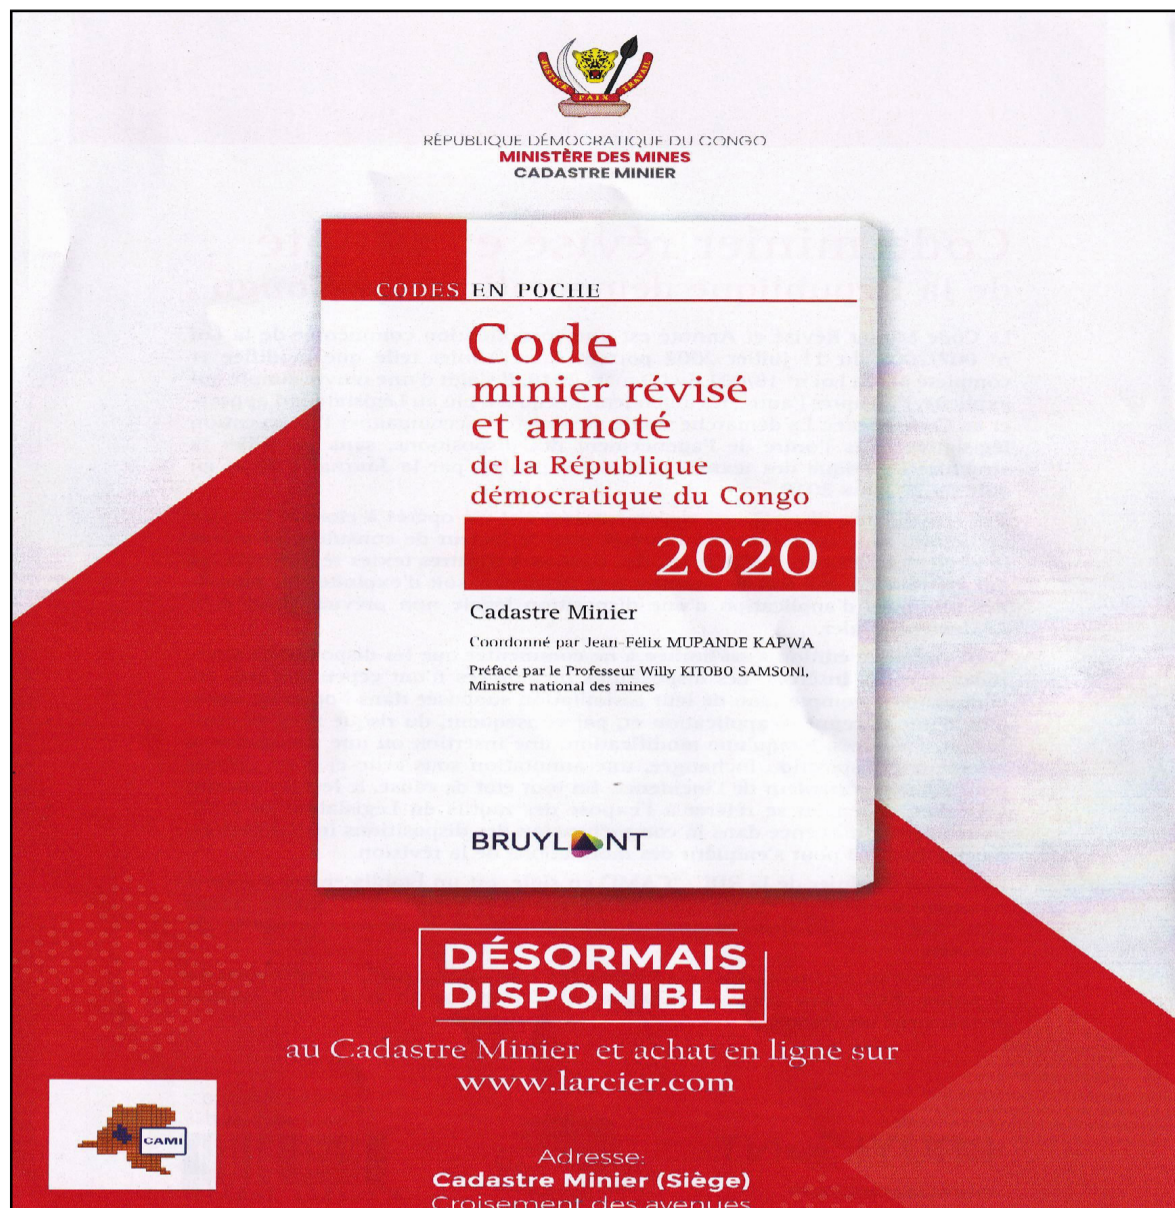 JUSTICE PAIX TRAVAIL
RÉPUBLIQUE DÉMOCRATIQUE DU CONGO
MINISTÈRE DES MINES
CADASTRE MINIER
CODES EN POCHE
Code
minier révisé
et annoté
de la République
démocratique du Congo
2020
Cadastre Minier
Coordonné par Jean-Félix MUPANDE KAPWA
Préfacé par le Professeur Willy KITOBO SAMSONI,
Ministre national des mines
BRUYLANT
DÉSORMAIS
DISPONIBLE
au Cadastre Minier et achat en ligne sur
www.larcier.com
CAMI
Adresse:
Cadastre Minier (Siège)
Croisement des avenues